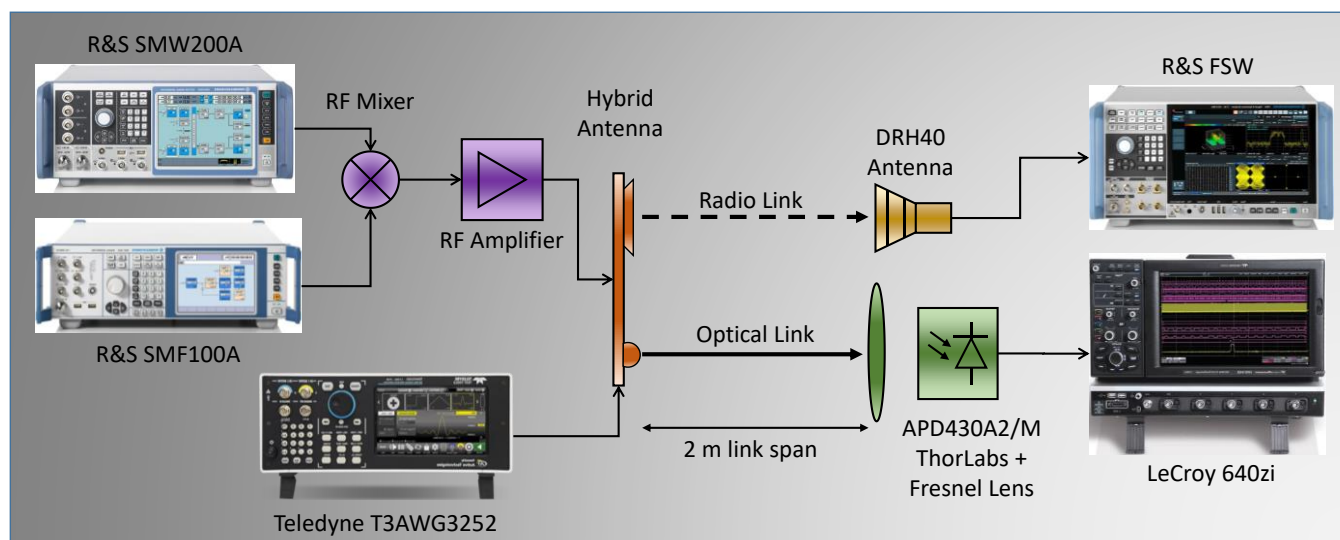 R&S SMW200A
RF Mixer
Hybrid
Antenna
R&S FSW
DRH40
Antenna
Radio Link
RF Amplifier
R&S SMF100A
Optical Link
2 m link span
APD430A2/M
ThorLabs +
Fresnel Lens
LeCroy 640zi
Teledyne T3AWG3252